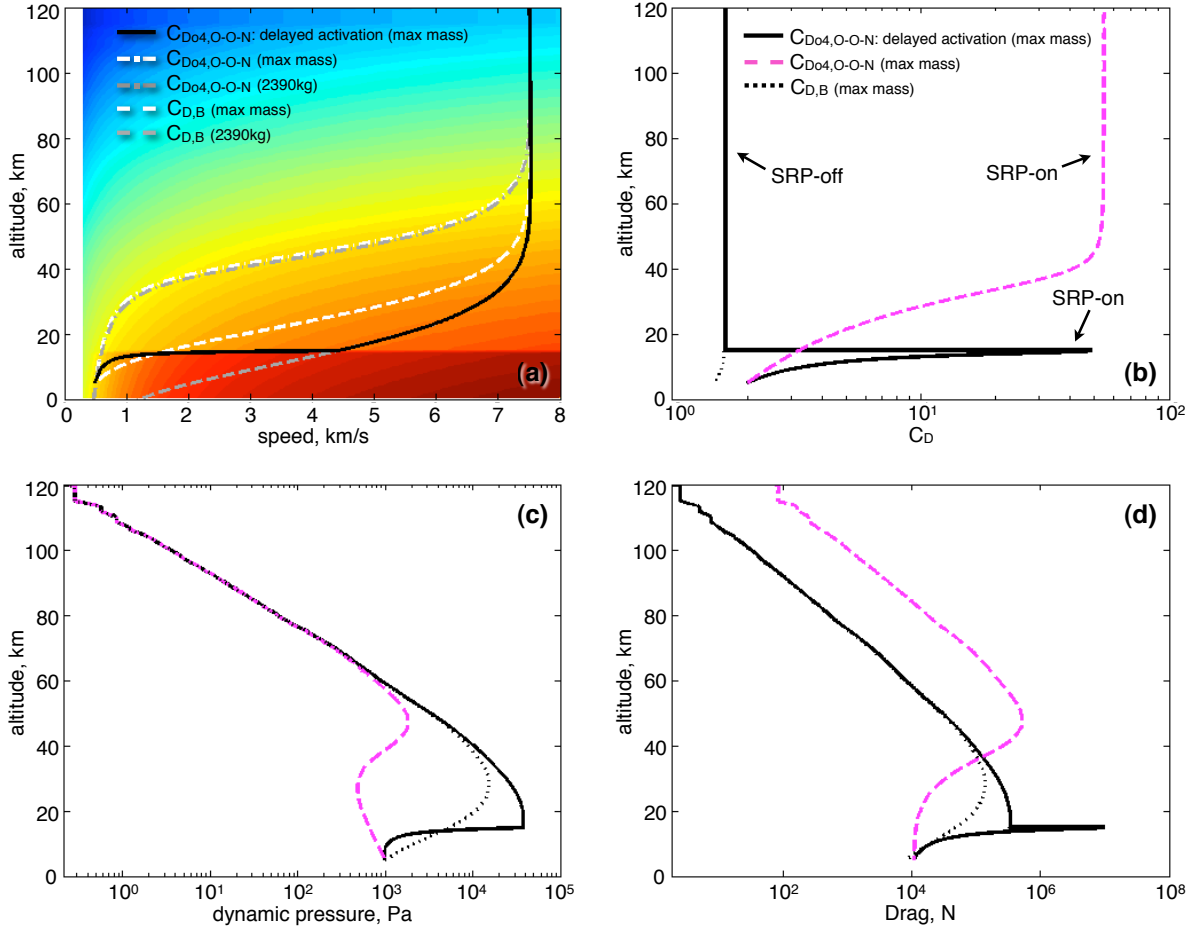 120
100
80
60
40
20
0
altitude, km
C_Do4,O-O-N: delayed activation (max mass)
C_Do4,O-O-N (max mass)
C_Do4,O-O-N (2390kg)
C_D,B (max mass)
C_D,B (2390kg)
(a)
0 1 2 3 4 5 6 7 8
speed, km/s
120
100
80
60
40
20
0
altitude, km
C_Do4,O-O-N: delayed activation (max mass)
C_Do4,O-O-N (max mass)
C_D,B (max mass)
SRP-off
SRP-on
SRP-on
(b)
10^0 10^1 10^2
C_D
120
100
80
60
40
20
0
altitude, km
(c)
10^0 10^1 10^2 10^3 10^4 10^5
dynamic pressure, Pa
120
100
80
60
40
20
0
altitude, km
(d)
10^2 10^4 10^6 10^8
Drag, N